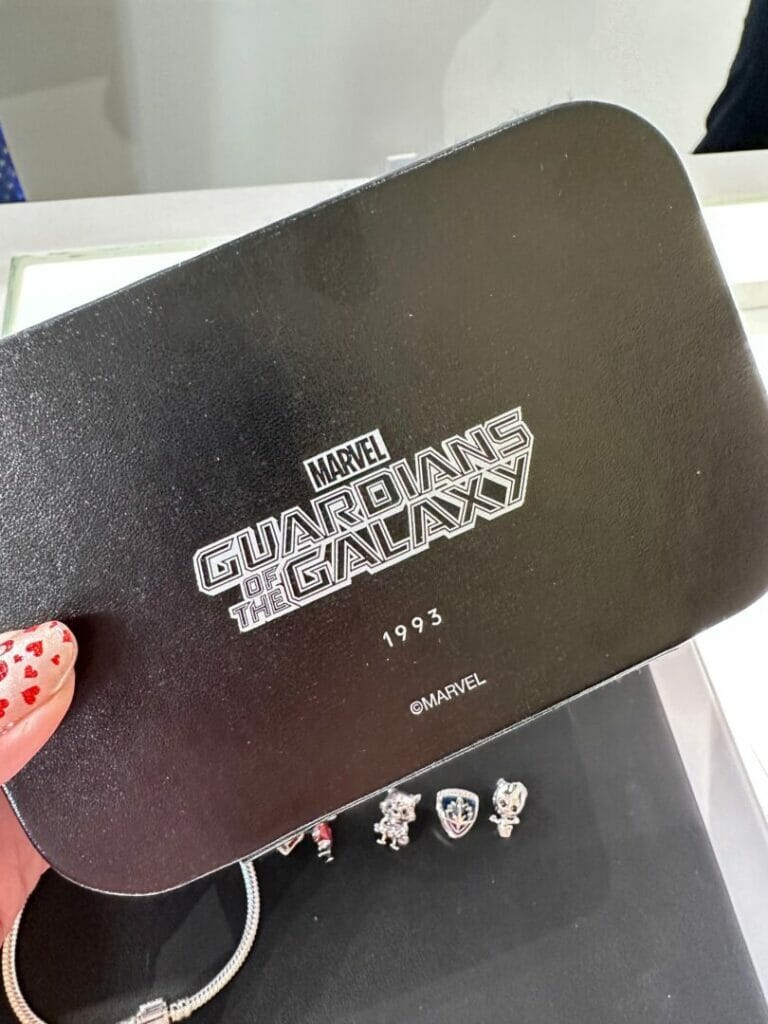 MARVEL
GUARDIANS
OF THE GALAXY
1993
©MARVEL